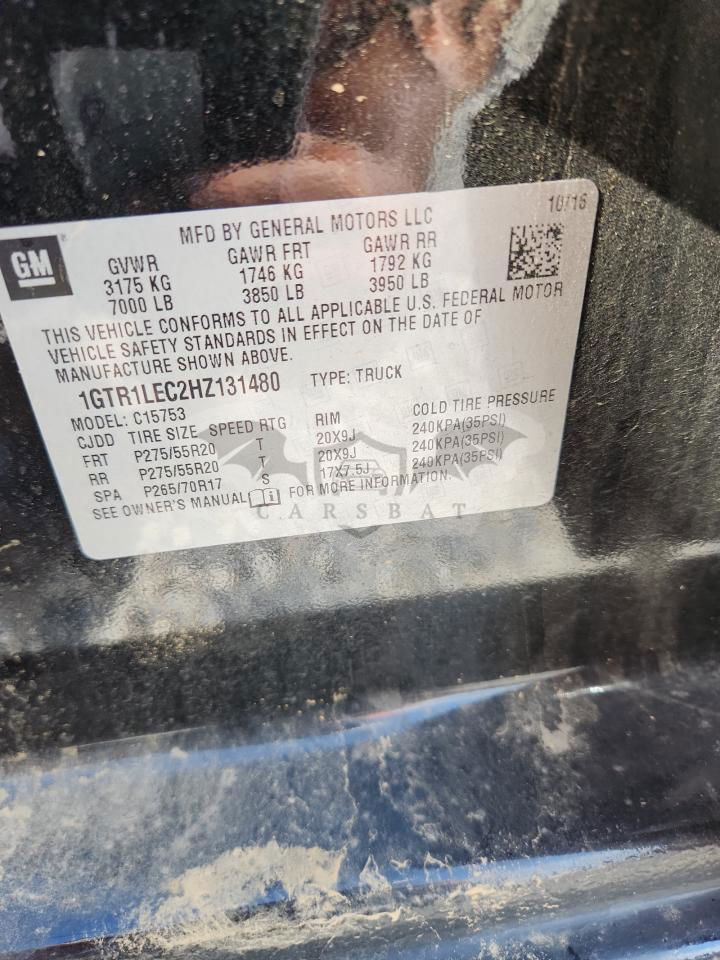 10/16
MFD BY GENERAL MOTORS LLC
GM
GVWR GAWR FRT GAWR RR
3175 KG 1746 KG 1792 KG
7000 LB 3850 LB 3950 LB
THIS VEHICLE CONFORMS TO ALL APPLICABLE U.S. FEDERAL MOTOR
VEHICLE SAFETY STANDARDS IN EFFECT ON THE DATE OF
MANUFACTURE SHOWN ABOVE.
1GTR1LEC2HZ131480 TYPE: TRUCK
MODEL: C15753
CJDD TIRE SIZE SPEED RTG RIM COLD TIRE PRESSURE
FRT P275/55R20 T 20X9J 240KPA(35PSI)
RR P275/55R20 T 20X9J 240KPA(35PSI)
SPA P265/70R17 S 17X7.5J 240KPA(35PSI)
SEE OWNER'S MANUAL FOR MORE INFORMATION.
CARSBAT